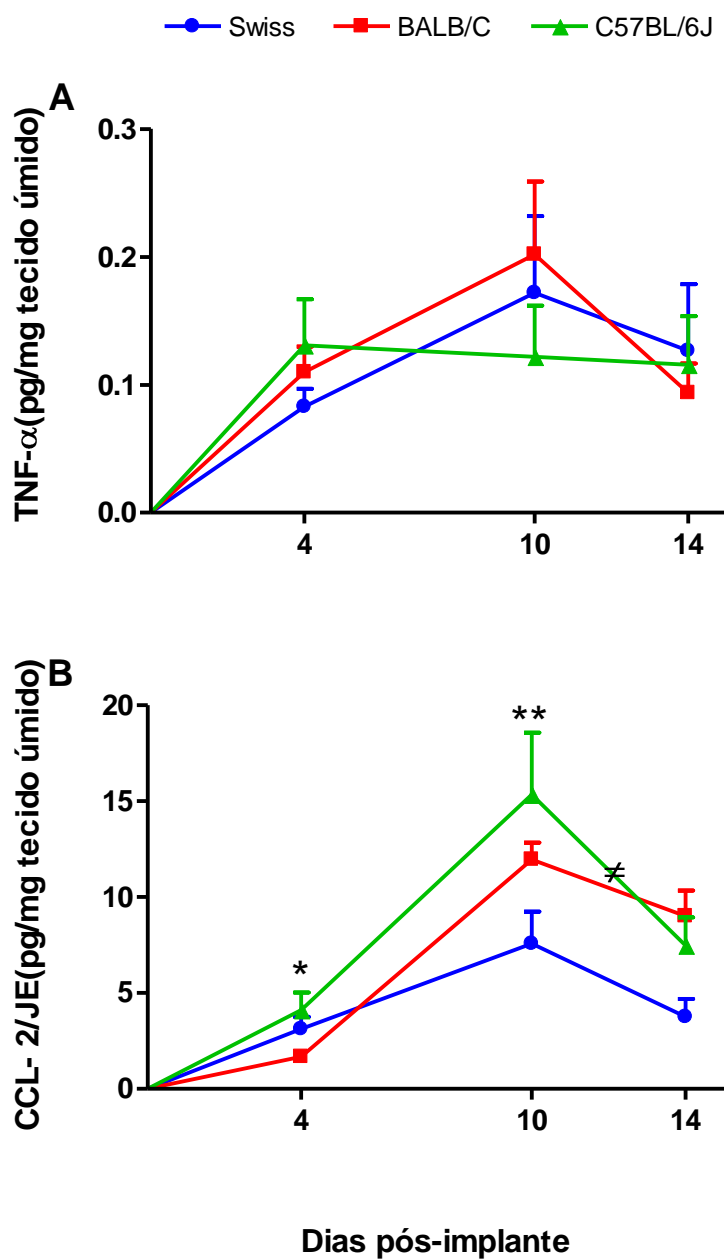 Swiss BALB/C C57BL/6J
A
TNF-α(pg/mg tecido úmido)
0.3
0.2
0.1
0.0
4 10 14
B
CCL- 2/JE(pg/mg tecido úmido)
20
**
15
≠
10
*
5
0
4 10 14
Dias pós-implante